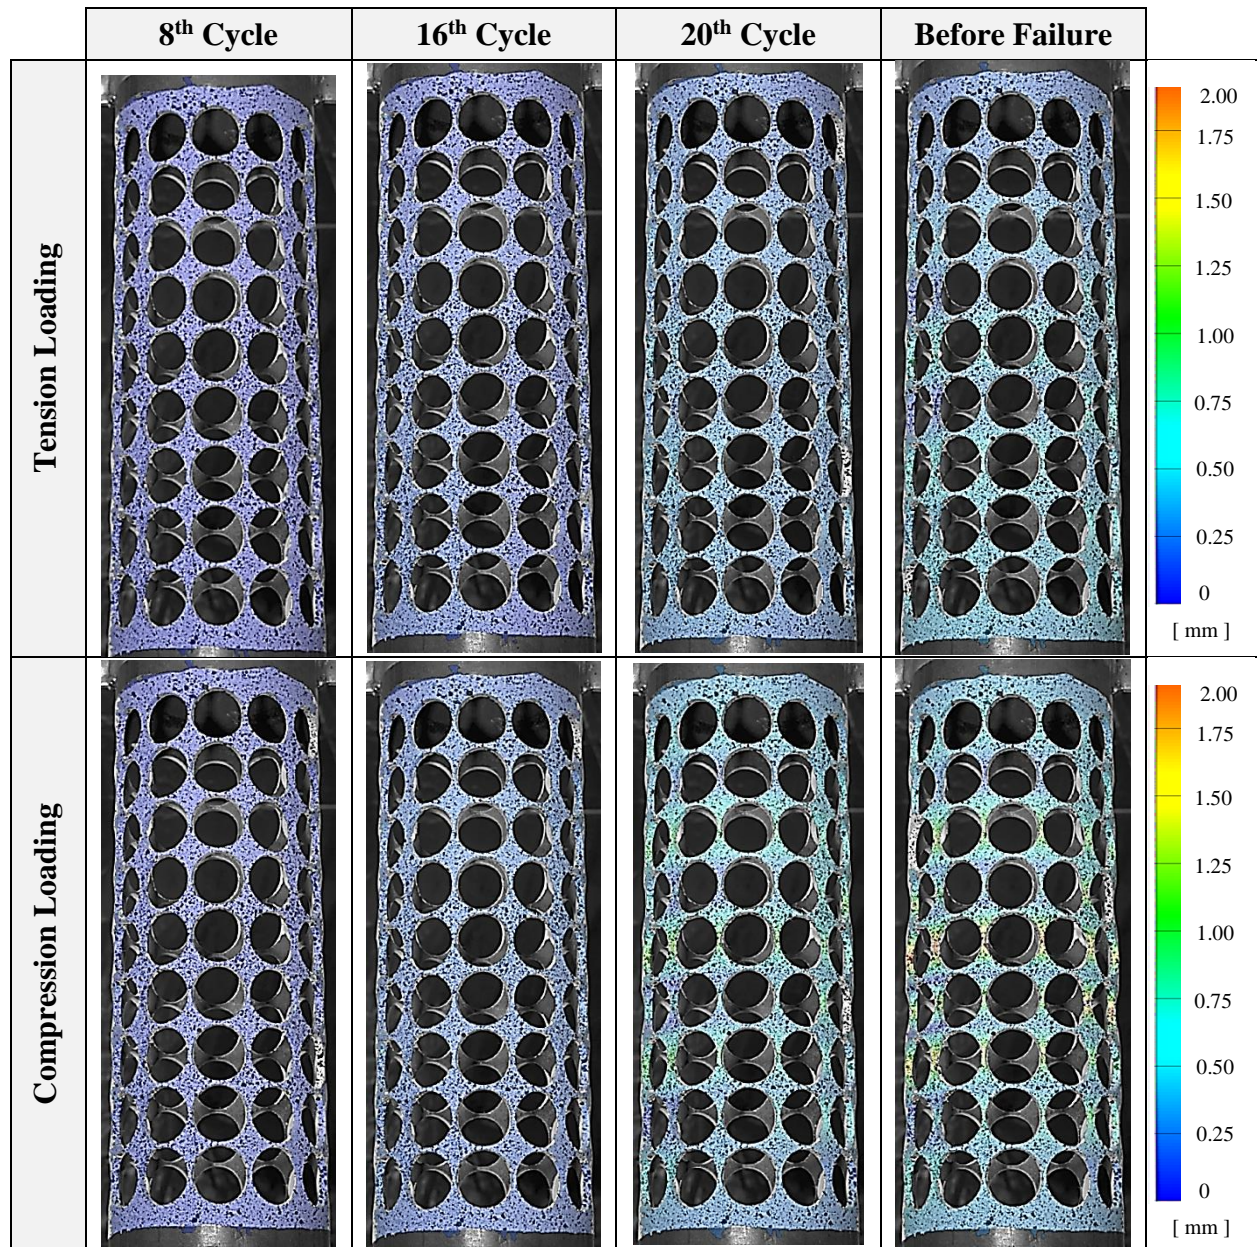 8th Cycle
16th Cycle
20th Cycle
Before Failure
Tension Loading
2.00
1.75
1.50
1.25
1.00
0.75
0.50
0.25
0
[ mm ]
Compression Loading
2.00
1.75
1.50
1.25
1.00
0.75
0.50
0.25
0
[ mm ]